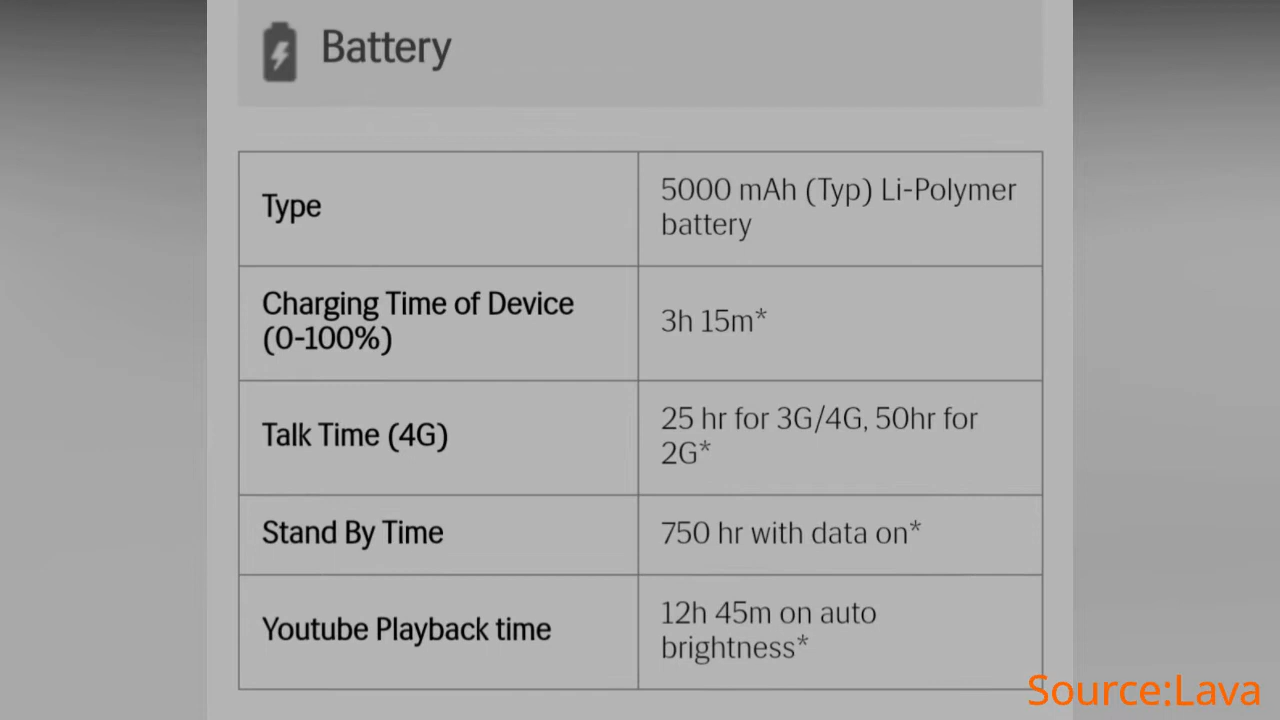 Battery
Type
5000 mAh (Typ) Li-Polymer
battery
Charging Time of Device
(0-100%)
3h 15m*
Talk Time (4G)
25 hr for 3G/4G, 50hr for
2G*
Stand By Time
750 hr with data on*
Youtube Playback time
12h 45m on auto
brightness*
Source:Lava